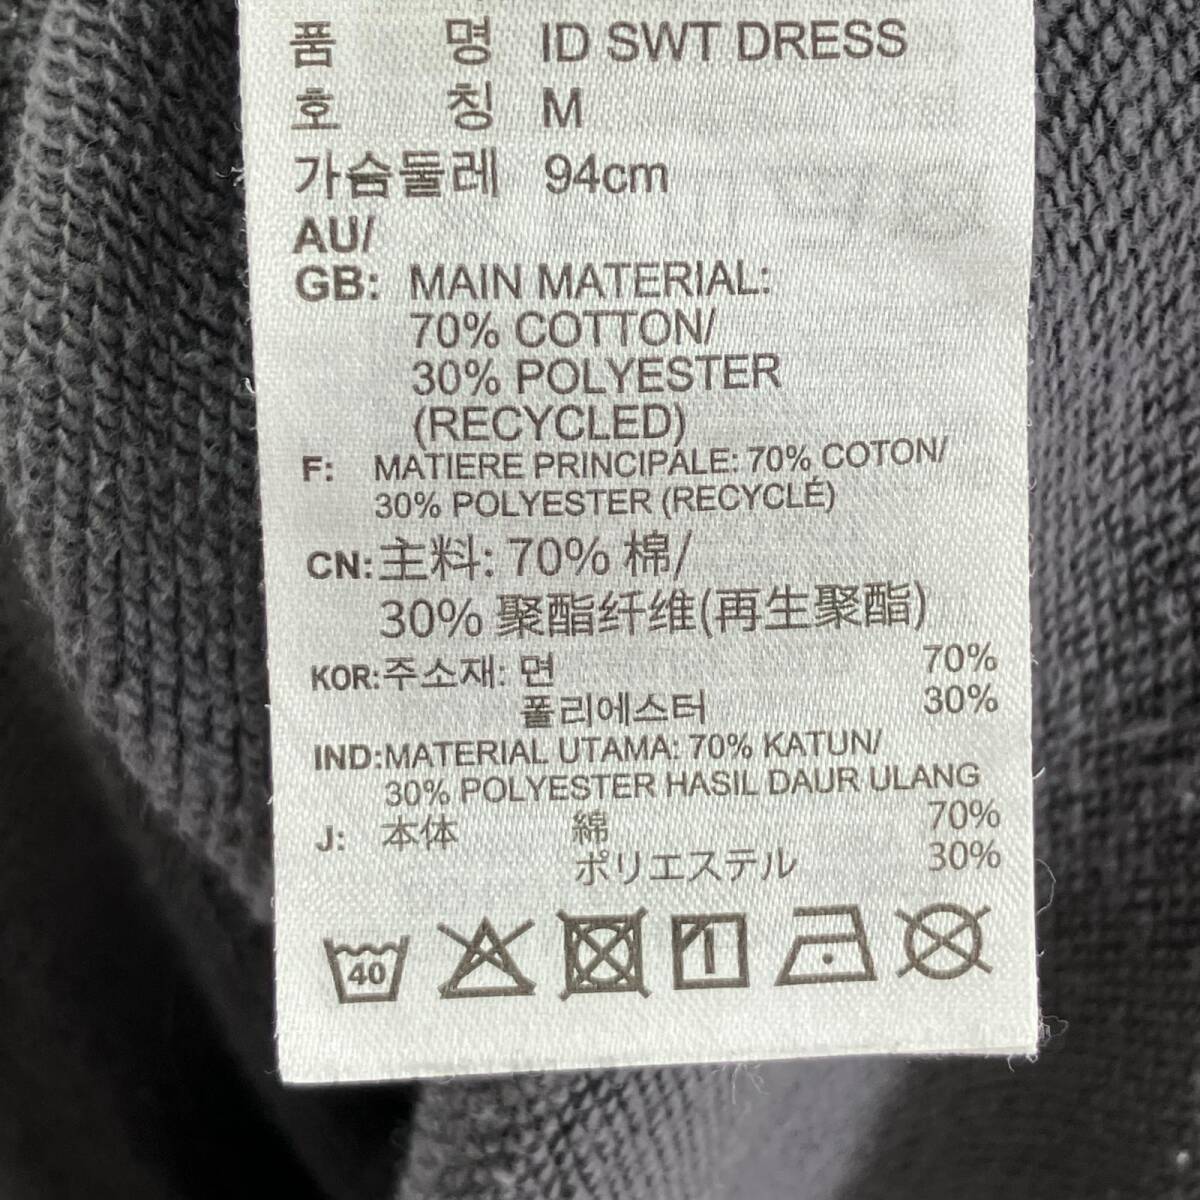 품 명 ID SWT DRESS
호 칭 M
가슴둘레 94cm
AU/
GB: MAIN MATERIAL:
70% COTTON/
30% POLYESTER
(RECYCLED)
F: MATIERE PRINCIPALE: 70% COTON/
30% POLYESTER (RECYCLÉ)
CN:主料: 70% 棉/
30% 聚酯纤维(再生聚酯)
KOR:주소재: 면 70%
폴리에스터 30%
IND:MATERIAL UTAMA: 70% KATUN/
30% POLYESTER HASIL DAUR ULANG
J: 本体 綿 70%
ポリエステル 30%
40